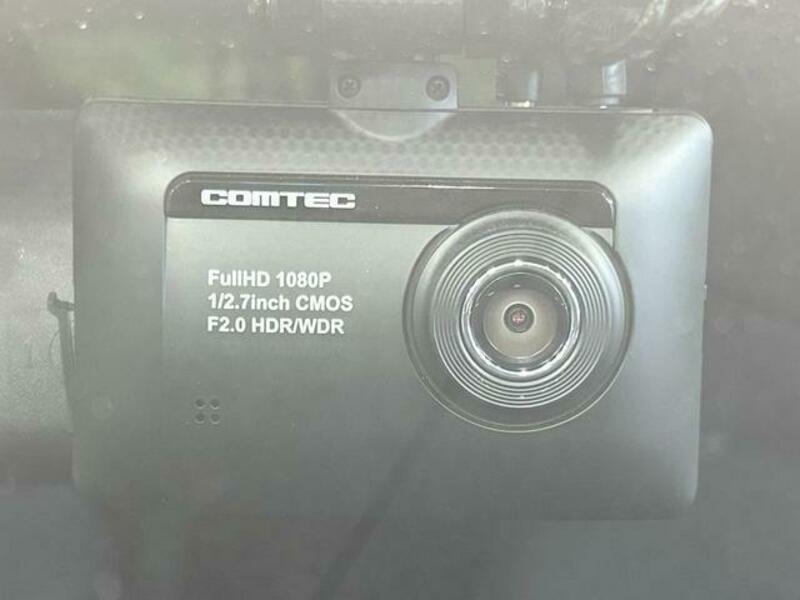 COMTEC
FullHD 1080P
1/2.7inch CMOS
F2.0 HDR/WDR